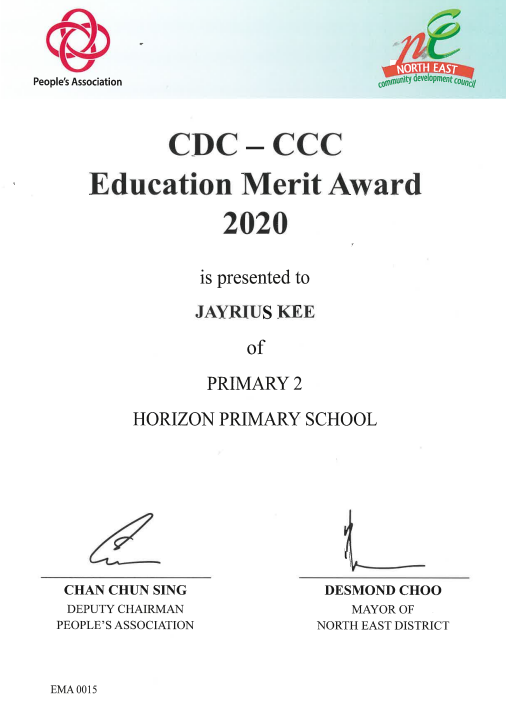 People's Association
NORTH EAST
community development council
CDC – CCC
Education Merit Award
2020
is presented to
JAYRIUS KEE
of
PRIMARY 2
HORIZON PRIMARY SCHOOL
CHAN CHUN SING
DEPUTY CHAIRMAN
PEOPLE'S ASSOCIATION
DESMOND CHOO
MAYOR OF
NORTH EAST DISTRICT
EMA 0015